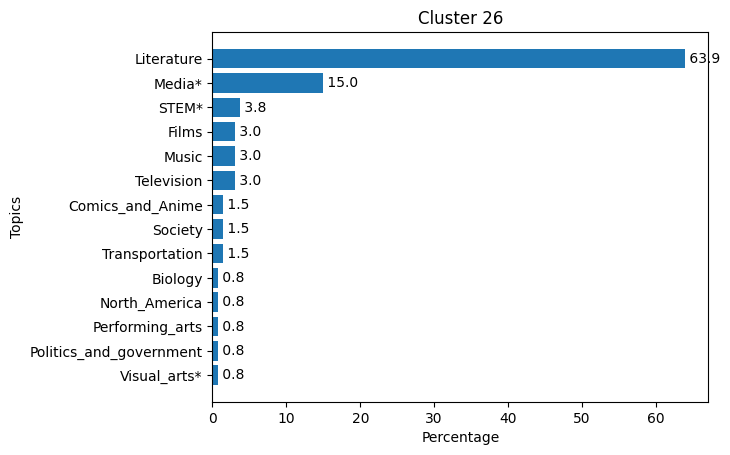 Cluster 26
Topics
Literature 63.9
Media* 15.0
STEM* 3.8
Films 3.0
Music 3.0
Television 3.0
Comics_and_Anime 1.5
Society 1.5
Transportation 1.5
Biology 0.8
North_America 0.8
Performing_arts 0.8
Politics_and_government 0.8
Visual_arts* 0.8
0 10 20 30 40 50 60
Percentage